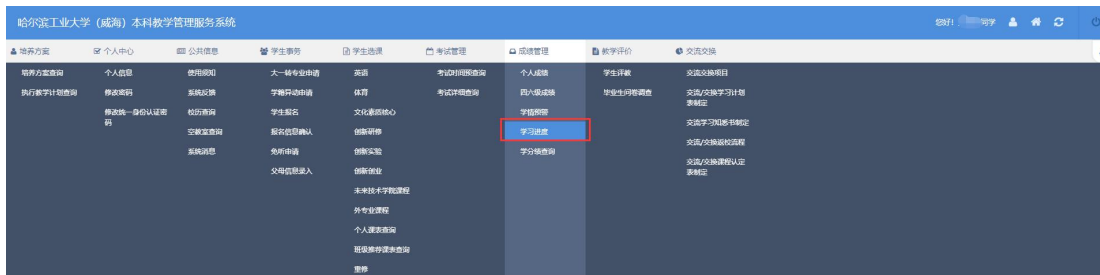 哈尔滨工业大学（威海）本科教学管理服务系统
您好! 同学
培养方案 个人中心 公共信息 学生事务 学生选课 考试管理 成绩管理 教学评价 交流交换
培养方案查询 个人信息 使用须知 大一转专业申请 英语 考试时间预查询 个人成绩 学生评教 交流交换项目
执行教学计划查询 修改密码 系统反馈 学籍异动申请 体育 考试详细查询 四六级成绩 毕业生问卷调查 交流/交换学习计划
表制定
修改统一身份认证密
码
校历查询 学生报名 文化素质核心 学情预警 交流学习知悉书制定
空教室查询 报名信息确认 创新研修 学习进度 交流/交换返校流程
系统消息 免听申请 创新实验 学分绩查询 交流/交换课程认定
表制定
父母信息录入 创新创业
未来技术学院课程
外专业课程
个人课表查询
班级推荐课表查询
重修